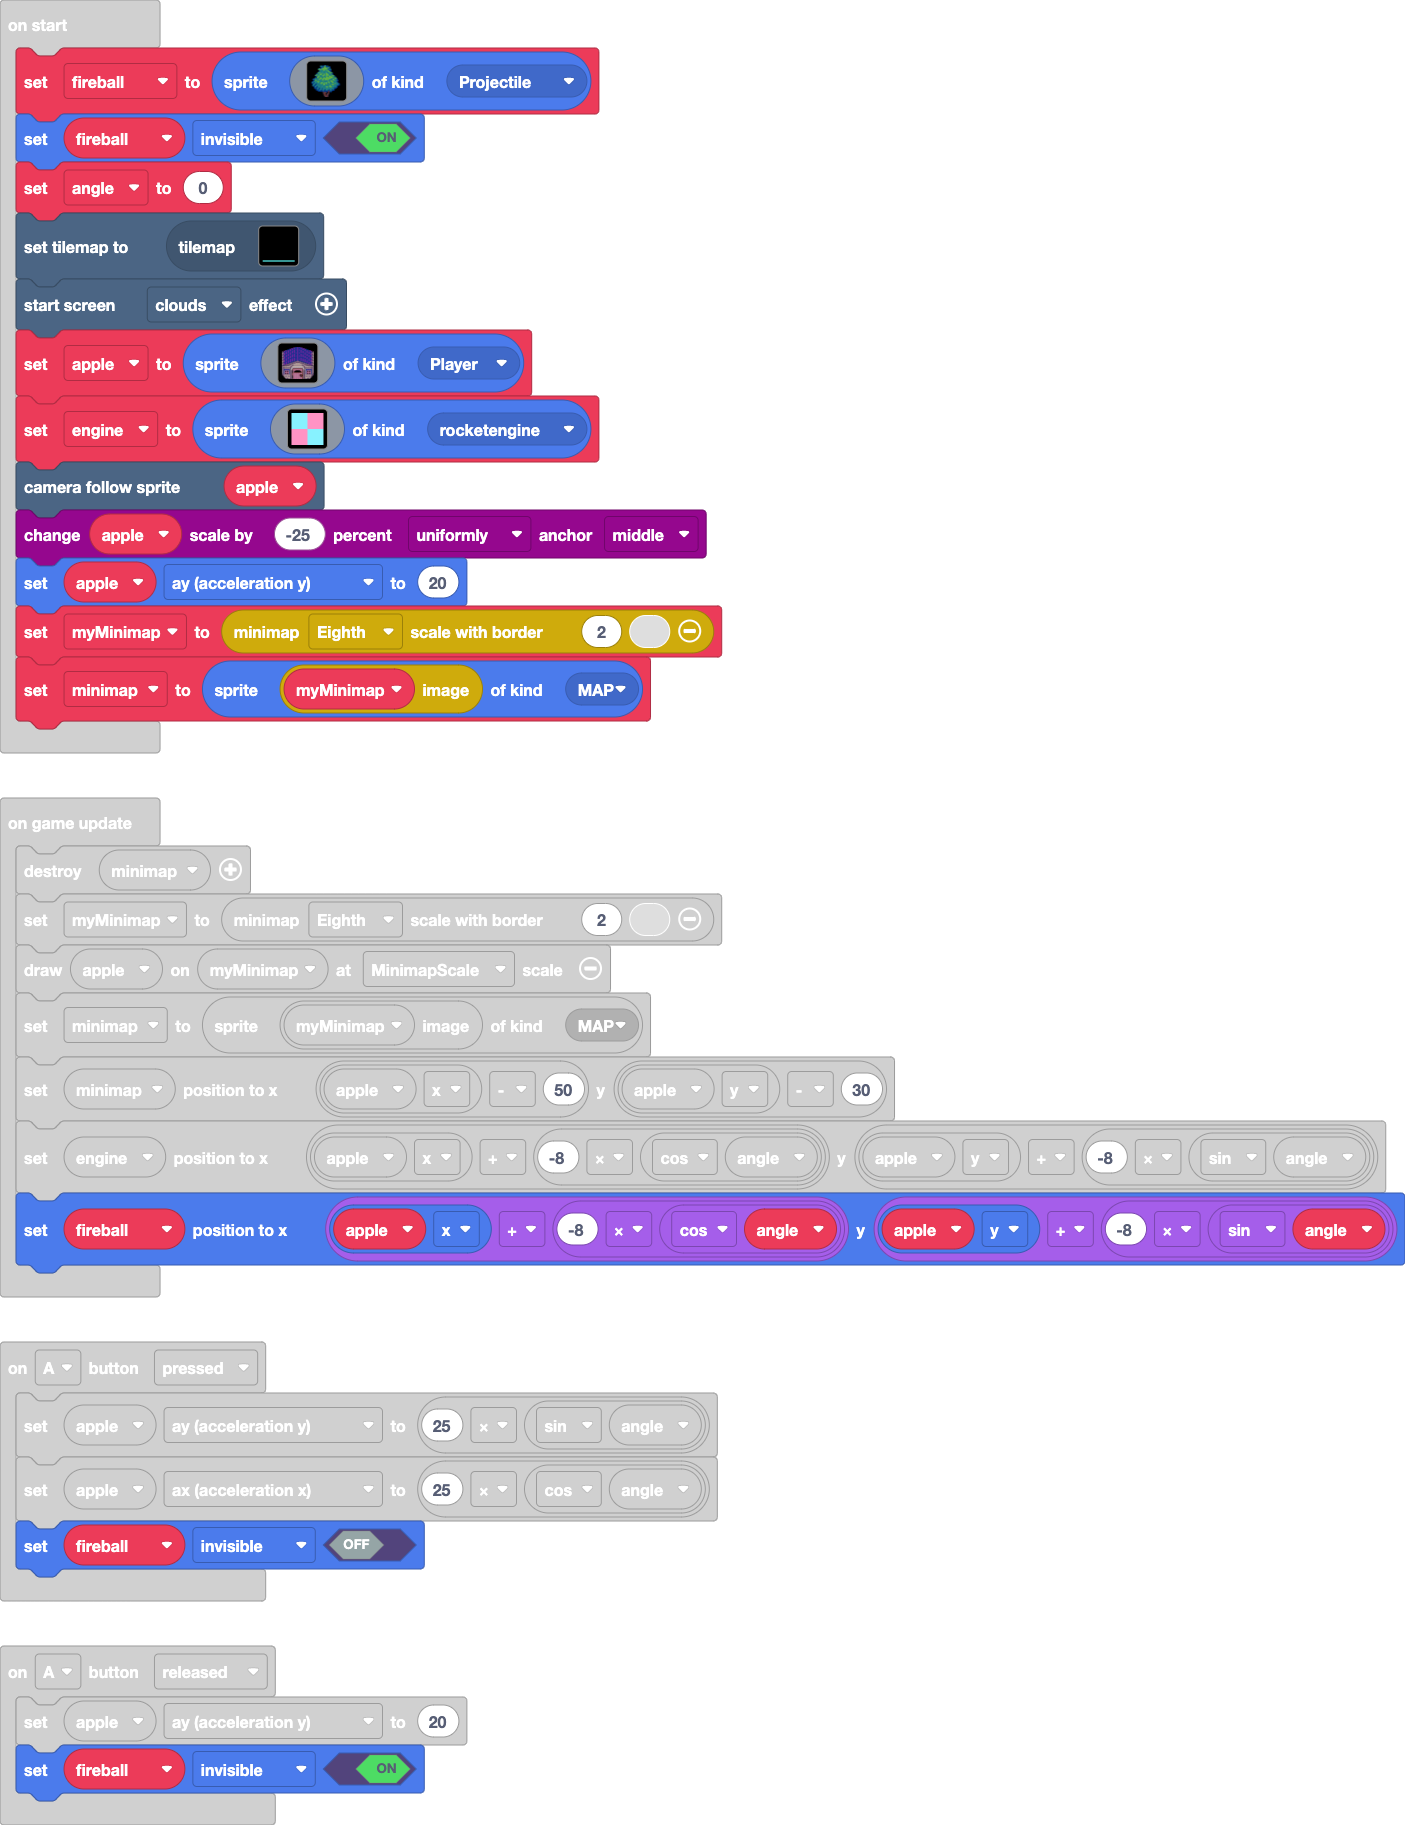 on start
set fireball to sprite of kind Projectile
set fireball invisible ON
set angle to 0
set tilemap to tilemap
start screen clouds effect
set apple to sprite of kind Player
set engine to sprite of kind rocketengine
camera follow sprite apple
change apple scale by -25 percent uniformly anchor middle
set apple ay (acceleration y) to 20
set myMinimap to minimap Eighth scale with border 2
set minimap to sprite myMinimap image of kind MAP
on game update
destroy minimap
set myMinimap to minimap Eighth scale with border 2
draw apple on myMinimap at MinimapScale scale
set minimap to sprite myMinimap image of kind MAP
set minimap position to x apple x - 50 y apple y - 30
set engine position to x apple x + -8 × cos angle y apple y + -8 × sin angle
set fireball position to x apple x + -8 × cos angle y apple y + -8 × sin angle
on A button pressed
set apple ay (acceleration y) to 25 × sin angle
set apple ax (acceleration x) to 25 × cos angle
set fireball invisible OFF
on A button released
set apple ay (acceleration y) to 20
set fireball invisible ON